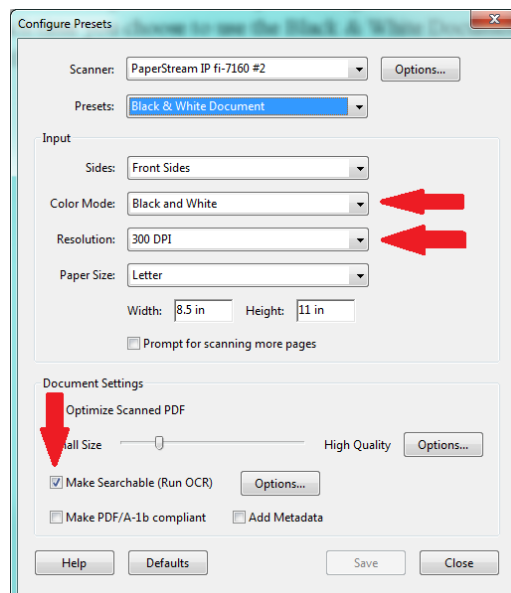 Configure Presets
Scanner: PaperStream IP fi-7160 #2 Options...
Presets: Black & White Document
Input
Sides: Front Sides
Color Mode: Black and White
Resolution: 300 DPI
Paper Size: Letter
Width: 8.5 in Height: 11 in
Prompt for scanning more pages
Document Settings
Optimize Scanned PDF
all Size High Quality Options...
Make Searchable (Run OCR) Options...
Make PDF/A-1b compliant Add Metadata
Help Defaults Save Close